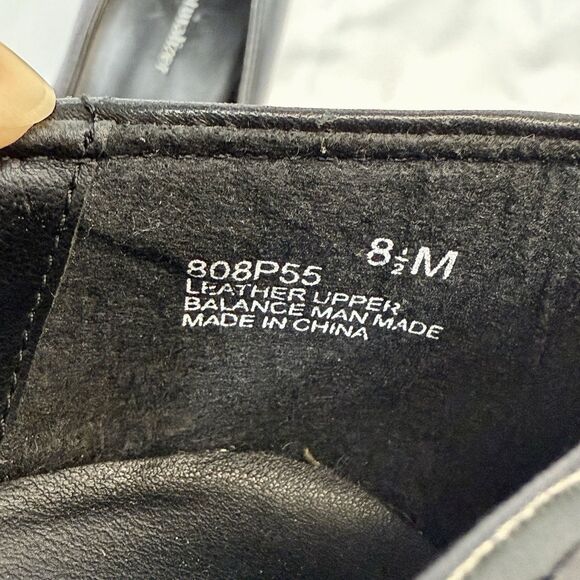 808P55 8½M
LEATHER UPPER
BALANCE MAN MADE
MADE IN CHINA